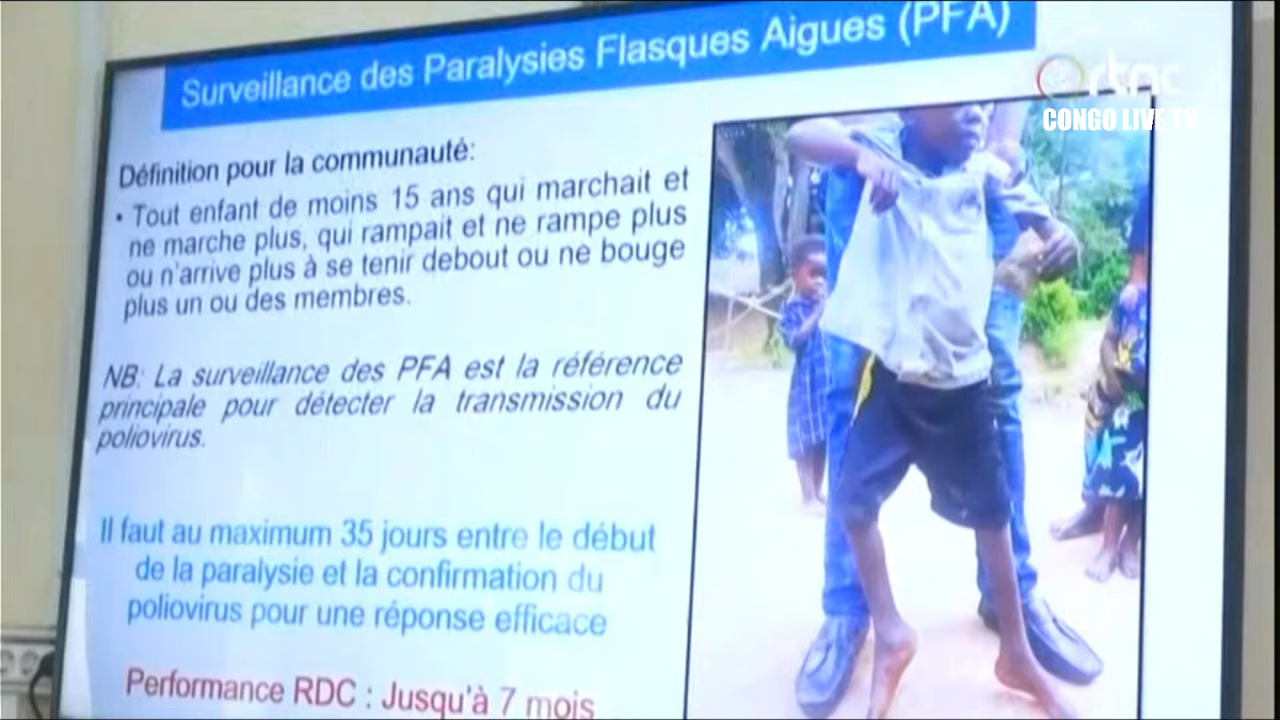 Surveillance des Paralysies Flasques Aigues (PFA)
rtnc
CONGO LIVE TV
Définition pour la communauté:
• Tout enfant de moins 15 ans qui marchait et
ne marche plus, qui rampait et ne rampe plus
ou n'arrive plus à se tenir debout ou ne bouge
plus un ou des membres.
NB: La surveillance des PFA est la référence
principale pour détecter la transmission du
poliovirus.
Il faut au maximum 35 jours entre le début
de la paralysie et la confirmation du
poliovirus pour une réponse efficace
Performance RDC : Jusqu'à 7 mois